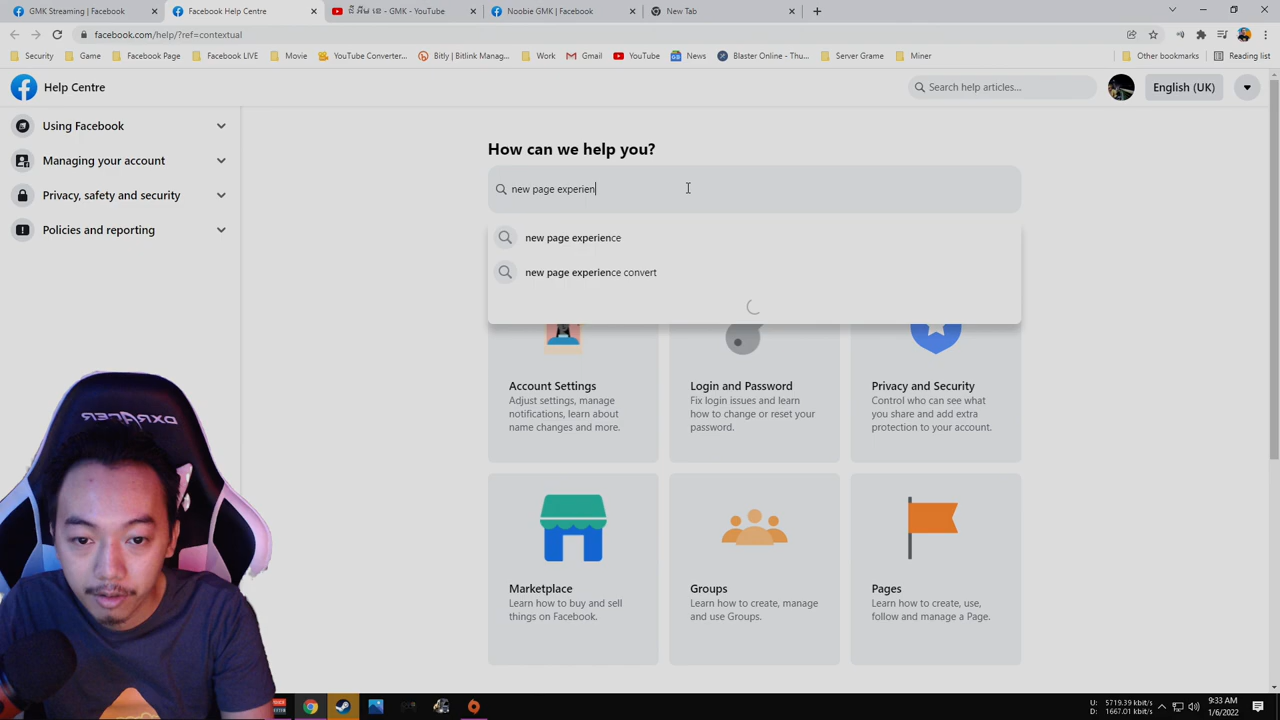 GMK Streaming | Facebook
Facebook Help Centre
GMK - YouTube
Noobie GMK | Facebook
New Tab
facebook.com/help/?ref=contextual
Security
Game
Facebook Page
Facebook LIVE
Movie
YouTube Converter...
Bitly | Bitlink Manag...
Work
Gmail
YouTube
News
Blaster Online - Thu...
Server Grame
Miner
Other bookmarks
Reading list
Help Centre
Search help articles...
English (UK)
Using Facebook
Managing your account
Privacy, safety and security
Policies and reporting
How can we help you?
new page experien
new page experience
new page experience convert
Account Settings
Adjust settings, manage
notifications, learn about
name changes and more.
Login and Password
Fix login issues and learn
how to change or reset your
password.
Privacy and Security
Control who can see what
you share and add extra
protection to your account.
Marketplace
Learn how to buy and sell
things on Facebook.
Groups
Learn how to create, manage
and use Groups.
Pages
Learn how to create, use,
follow and manage a Page.
DXRACER
U: 5719.39 kbit/s
D: 1667.01 kbit/s
9:33 AM
1/6/2022